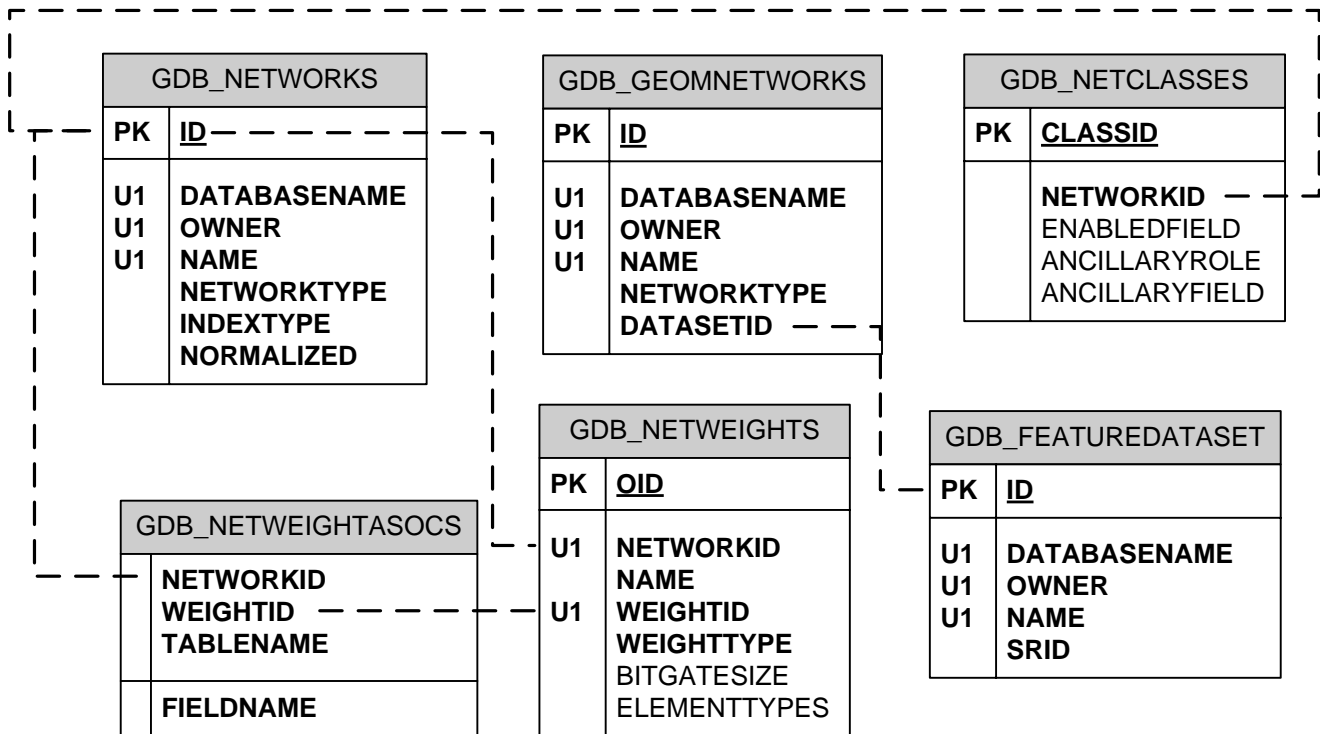 GDB_NETWORKS
PK ID
U1 DATABASENAME
U1 OWNER
U1 NAME
NETWORKTYPE
INDEXTYPE
NORMALIZED
GDB_GEOMNETWORKS
PK ID
U1 DATABASENAME
U1 OWNER
U1 NAME
NETWORKTYPE
DATASETID
GDB_NETCLASSES
PK CLASSID
NETWORKID
ENABLEDFIELD
ANCILLARYROLE
ANCILLARYFIELD
GDB_NETWEIGHTASOCS
NETWORKID
WEIGHTID
TABLENAME
FIELDNAME
GDB_NETWEIGHTS
PK OID
U1 NETWORKID
NAME
U1 WEIGHTID
WEIGHTTYPE
BITGATESIZE
ELEMENTTYPES
GDB_FEATUREDATASET
PK ID
U1 DATABASENAME
U1 OWNER
U1 NAME
SRID